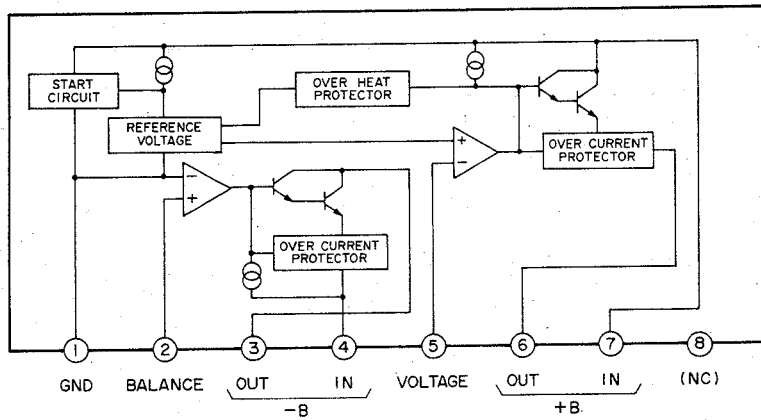 START
CIRCUIT
OVER HEAT
PROTECTOR
REFERENCE
VOLTAGE
+
−
OVER CURRENT
PROTECTOR
−
+
OVER CURRENT
PROTECTOR
1 2 3 4 5 6 7 8
GND BALANCE OUT IN VOLTAGE OUT IN (NC)
−B +B